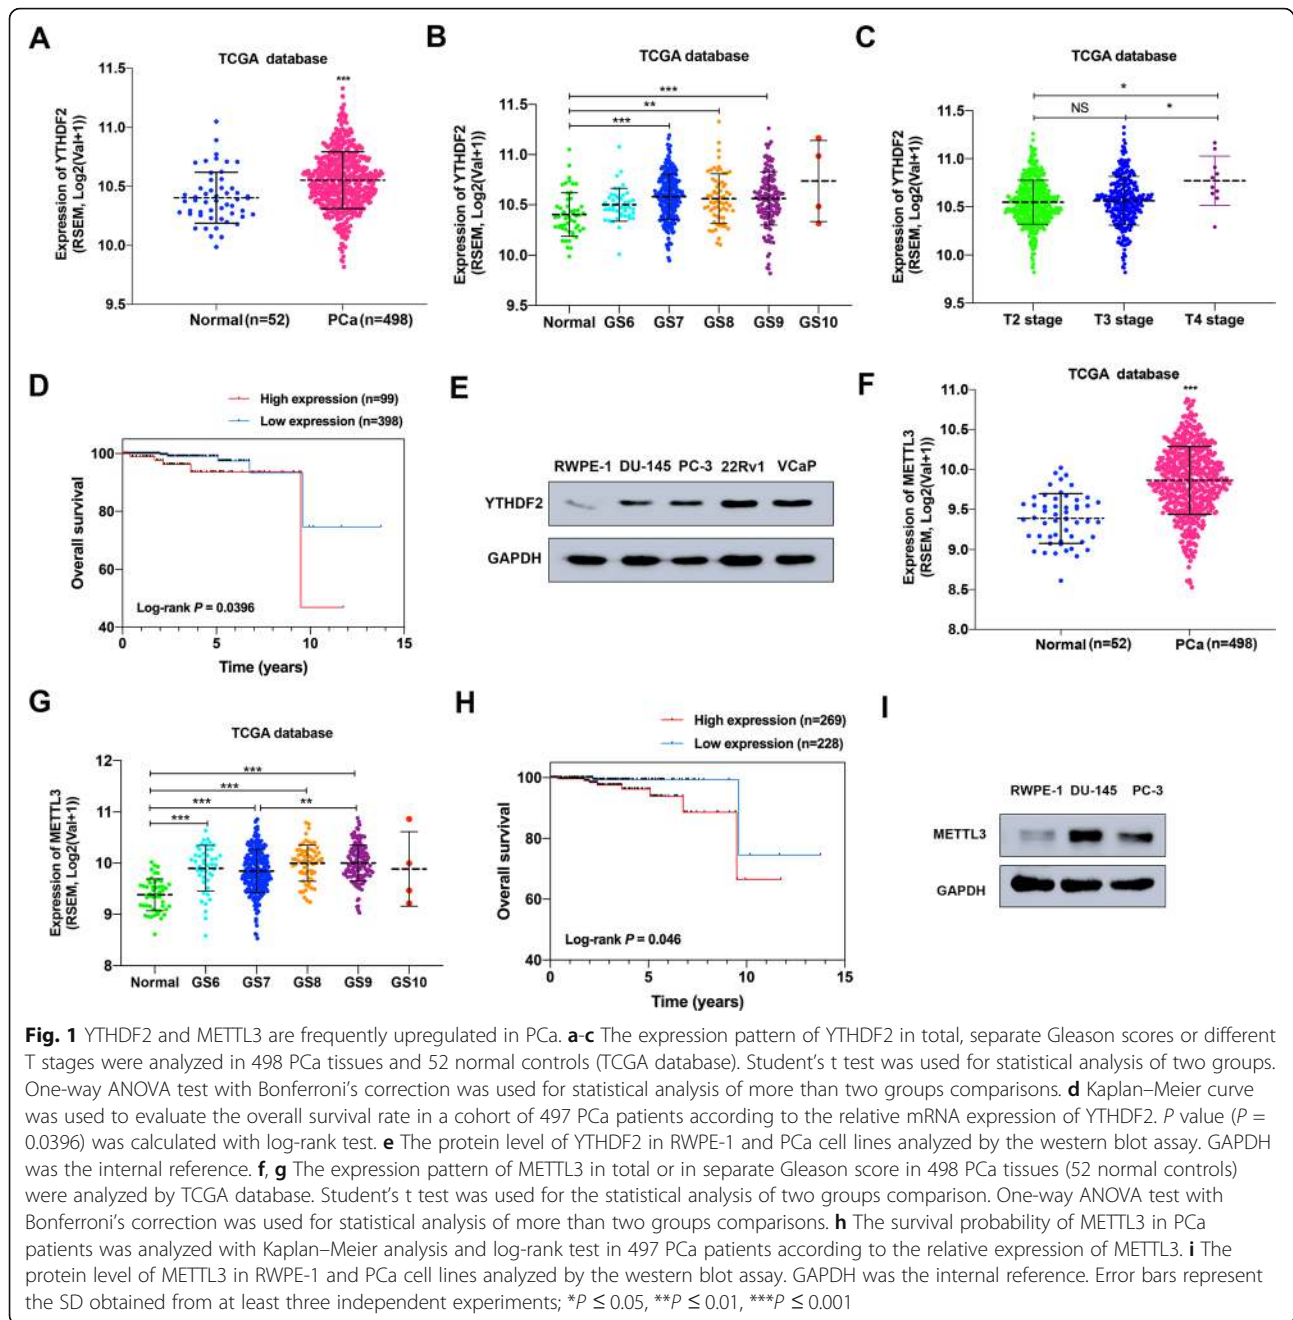 A
TCGA database
***
Expression of YTHDF2
(RSEM, Log2(Val+1))
11.5
11.0
10.5
10.0
9.5
Normal (n=52)
PCa (n=498)
B
TCGA database
***
**
***
Expression of YTHDF2
(RSEM, Log2(Val+1))
11.5
11.0
10.5
10.0
9.5
Normal GS6 GS7 GS8 GS9 GS10
C
TCGA database
*
NS *
Expression of YTHDF2
(RSEM, Log2(Val+1))
11.5
11.0
10.5
10.0
9.5
T2 stage T3 stage T4 stage
D
High expression (n=99)
Low expression (n=398)
Overall survival
100
80
60
40
Log-rank P = 0.0396
0 5 10 15
Time (years)
E
RWPE-1 DU-145 PC-3 22Rv1 VCaP
YTHDF2
GAPDH
F
TCGA database
***
Expression of METTL3
(RSEM, Log2(Val+1))
11.0
10.5
10.0
9.5
9.0
8.5
8.0
Normal (n=52)
PCa (n=498)
G
TCGA database
***
***
*** **
***
Expression of METTL3
(RSEM, Log2(Val+1))
12
11
10
9
8
Normal GS6 GS7 GS8 GS9 GS10
H
High expression (n=269)
Low expression (n=228)
Overall survival
100
80
60
40
Log-rank P = 0.046
0 5 10 15
Time (years)
I
RWPE-1 DU-145 PC-3
METTL3
GAPDH
Fig. 1 YTHDF2 and METTL3 are frequently upregulated in PCa. a-c The expression pattern of YTHDF2 in total, separate Gleason scores or different
T stages were analyzed in 498 PCa tissues and 52 normal controls (TCGA database). Student's t test was used for statistical analysis of two groups.
One-way ANOVA test with Bonferroni's correction was used for statistical analysis of more than two groups comparisons. d Kaplan–Meier curve
was used to evaluate the overall survival rate in a cohort of 497 PCa patients according to the relative mRNA expression of YTHDF2. P value (P =
0.0396) was calculated with log-rank test. e The protein level of YTHDF2 in RWPE-1 and PCa cell lines analyzed by the western blot assay. GAPDH
was the internal reference. f, g The expression pattern of METTL3 in total or in separate Gleason score in 498 PCa tissues (52 normal controls)
were analyzed by TCGA database. Student's t test was used for the statistical analysis of two groups comparison. One-way ANOVA test with
Bonferroni's correction was used for statistical analysis of more than two groups comparisons. h The survival probability of METTL3 in PCa
patients was analyzed with Kaplan–Meier analysis and log-rank test in 497 PCa patients according to the relative expression of METTL3. i The
protein level of METTL3 in RWPE-1 and PCa cell lines analyzed by the western blot assay. GAPDH was the internal reference. Error bars represent
the SD obtained from at least three independent experiments; *P ≤ 0.05, **P ≤ 0.01, ***P ≤ 0.001